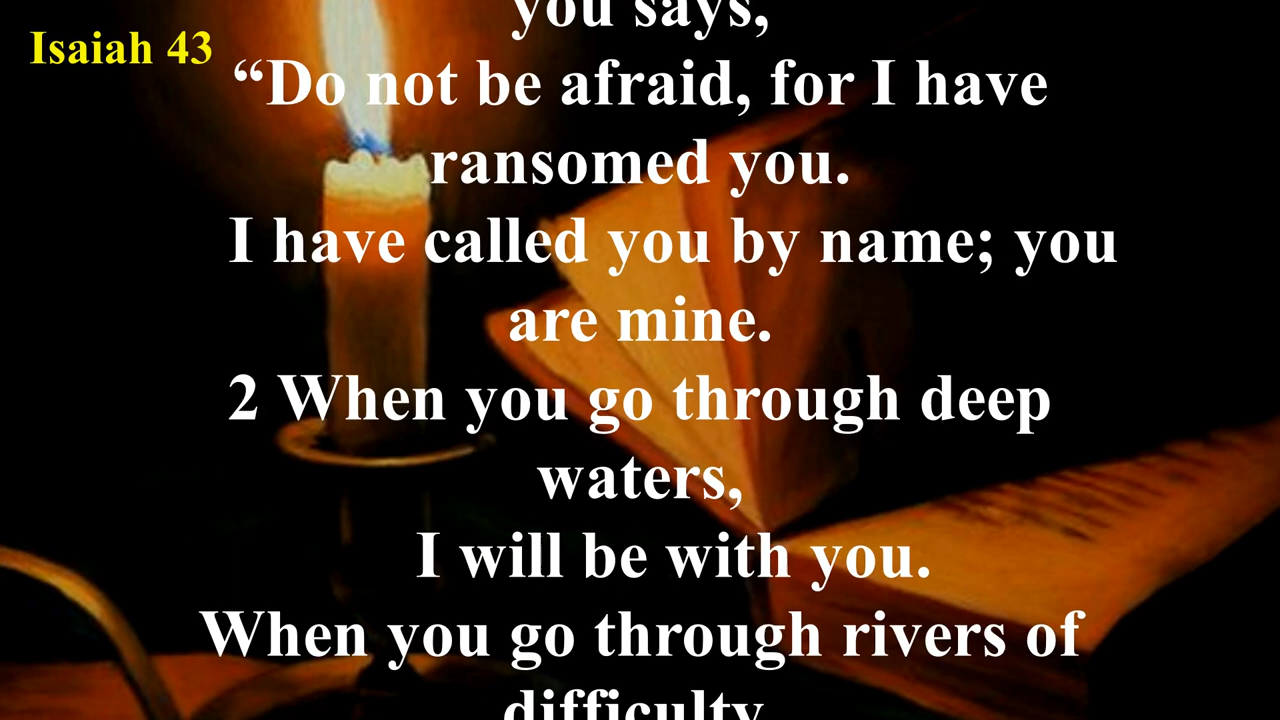 Isaiah 43
you says,
“Do not be afraid, for I have
ransomed you.
I have called you by name; you
are mine.
2 When you go through deep
waters,
I will be with you.
When you go through rivers of
difficulty,